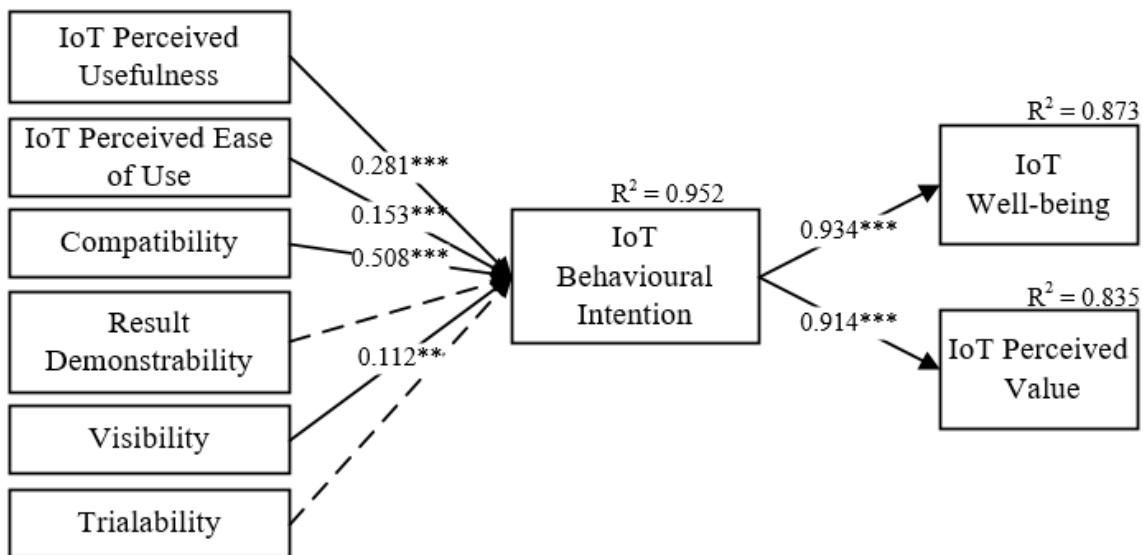 IoT Perceived
Usefulness
IoT Perceived Ease
of Use
Compatibility
Result
Demonstrability
Visibility
Trialability
0.281***
0.153***
0.508***
0.112**
R² = 0.952
IoT
Behavioural
Intention
0.934***
0.914***
R² = 0.873
IoT
Well-being
R² = 0.835
IoT Perceived
Value